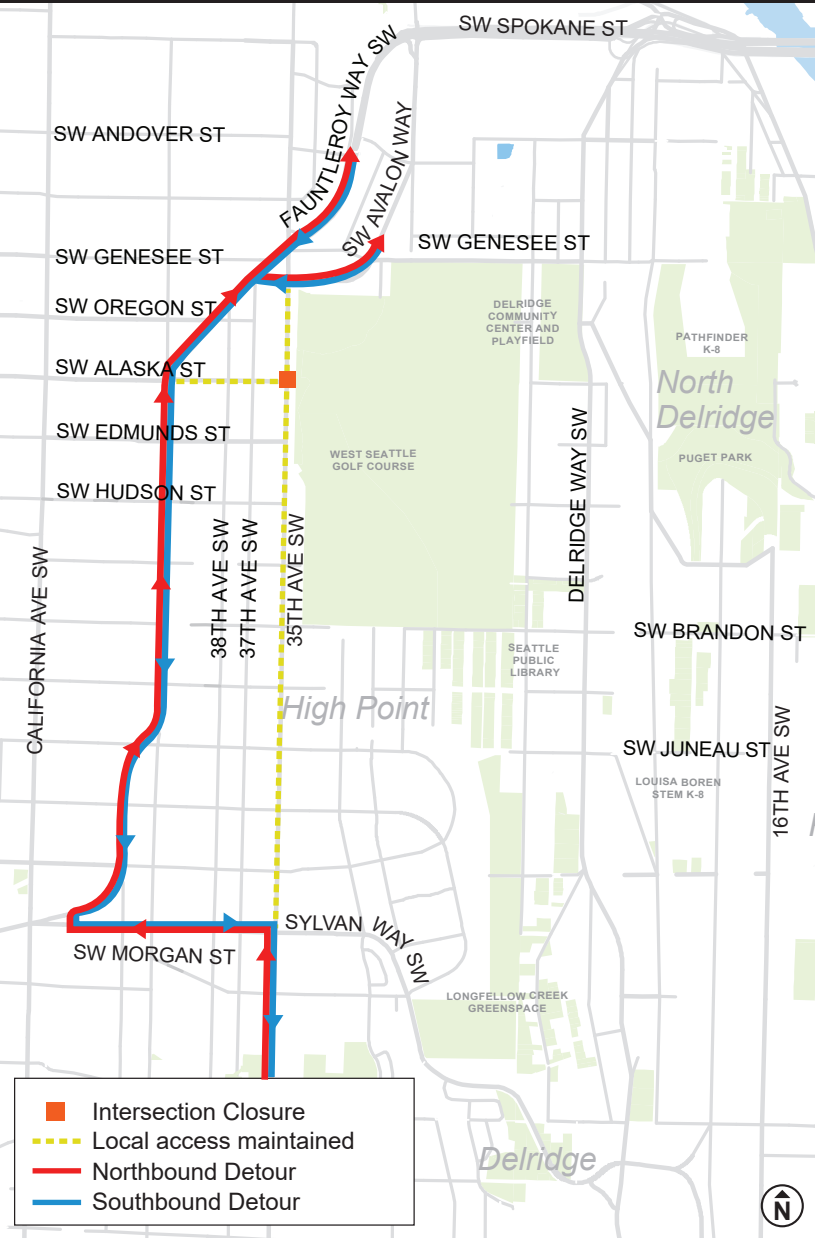 SW SPOKANE ST
FAUNTLEROY WAY SW
SW ANDOVER ST
SW AVALON WAY
SW GENESEE ST
SW GENESEE ST
SW OREGON ST
DELRIDGE
COMMUNITY
CENTER AND
PLAYFIELD
PATHFINDER
K-8
SW ALASKA ST
North
Delridge
SW EDMUNDS ST
WEST SEATTLE
GOLF COURSE
PUGET PARK
SW HUDSON ST
DELRIDGE WAY SW
38TH AVE SW
37TH AVE SW
35TH AVE SW
CALIFORNIA AVE SW
SW BRANDON ST
SEATTLE
PUBLIC
LIBRARY
High Point
SW JUNEAU ST
16TH AVE SW
LOUISA BOREN
STEM K-8
SYLVAN WAY SW
SW MORGAN ST
LONGFELLOW CREEK
GREENSPACE
Intersection Closure
Local access maintained
Northbound Detour
Southbound Detour
Delridge
N